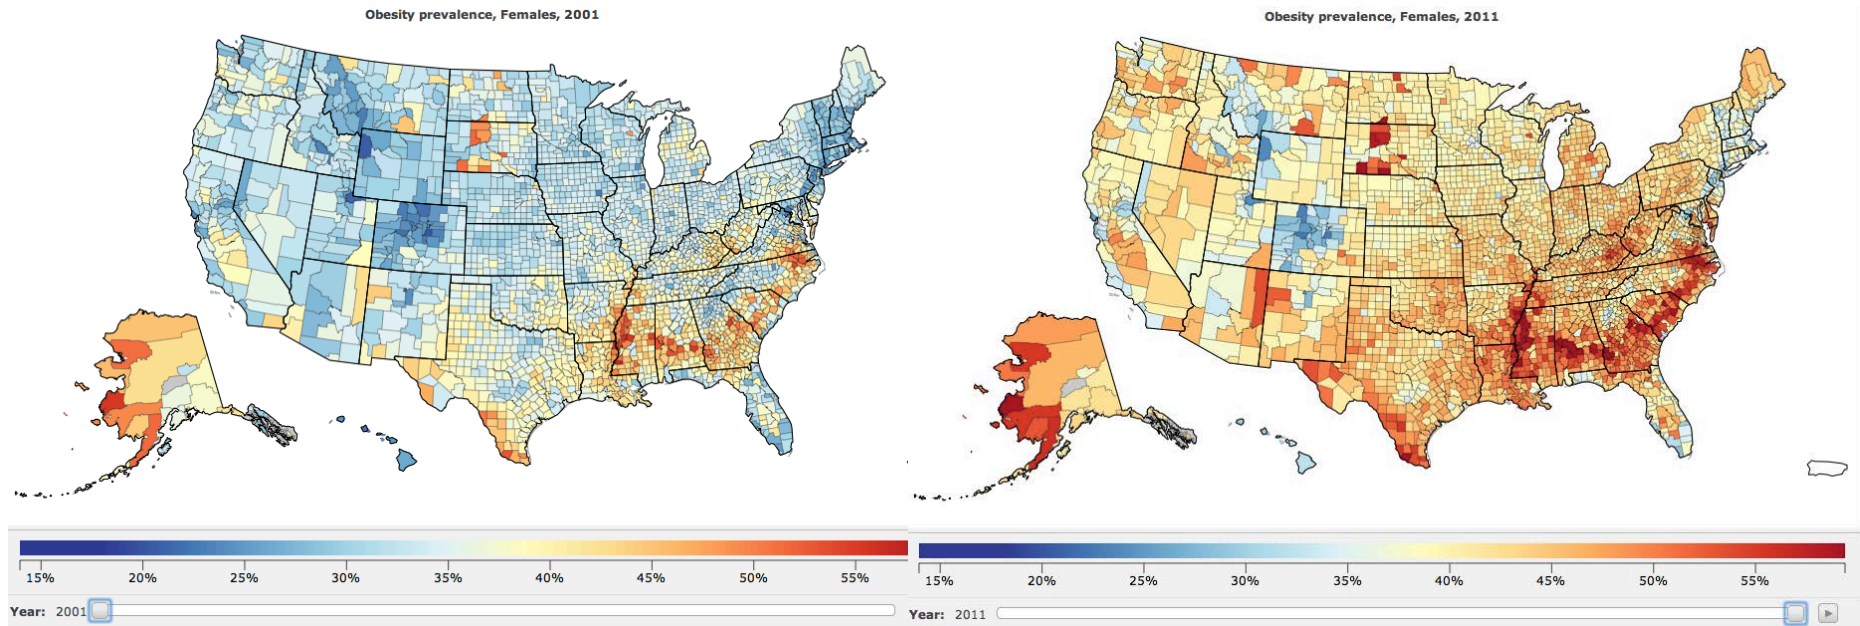 Obesity prevalence, Females, 2001
15% 20% 25% 30% 35% 40% 45% 50% 55%
Year: 2001
Obesity prevalence, Females, 2011
15% 20% 25% 30% 35% 40% 45% 50% 55%
Year: 2011